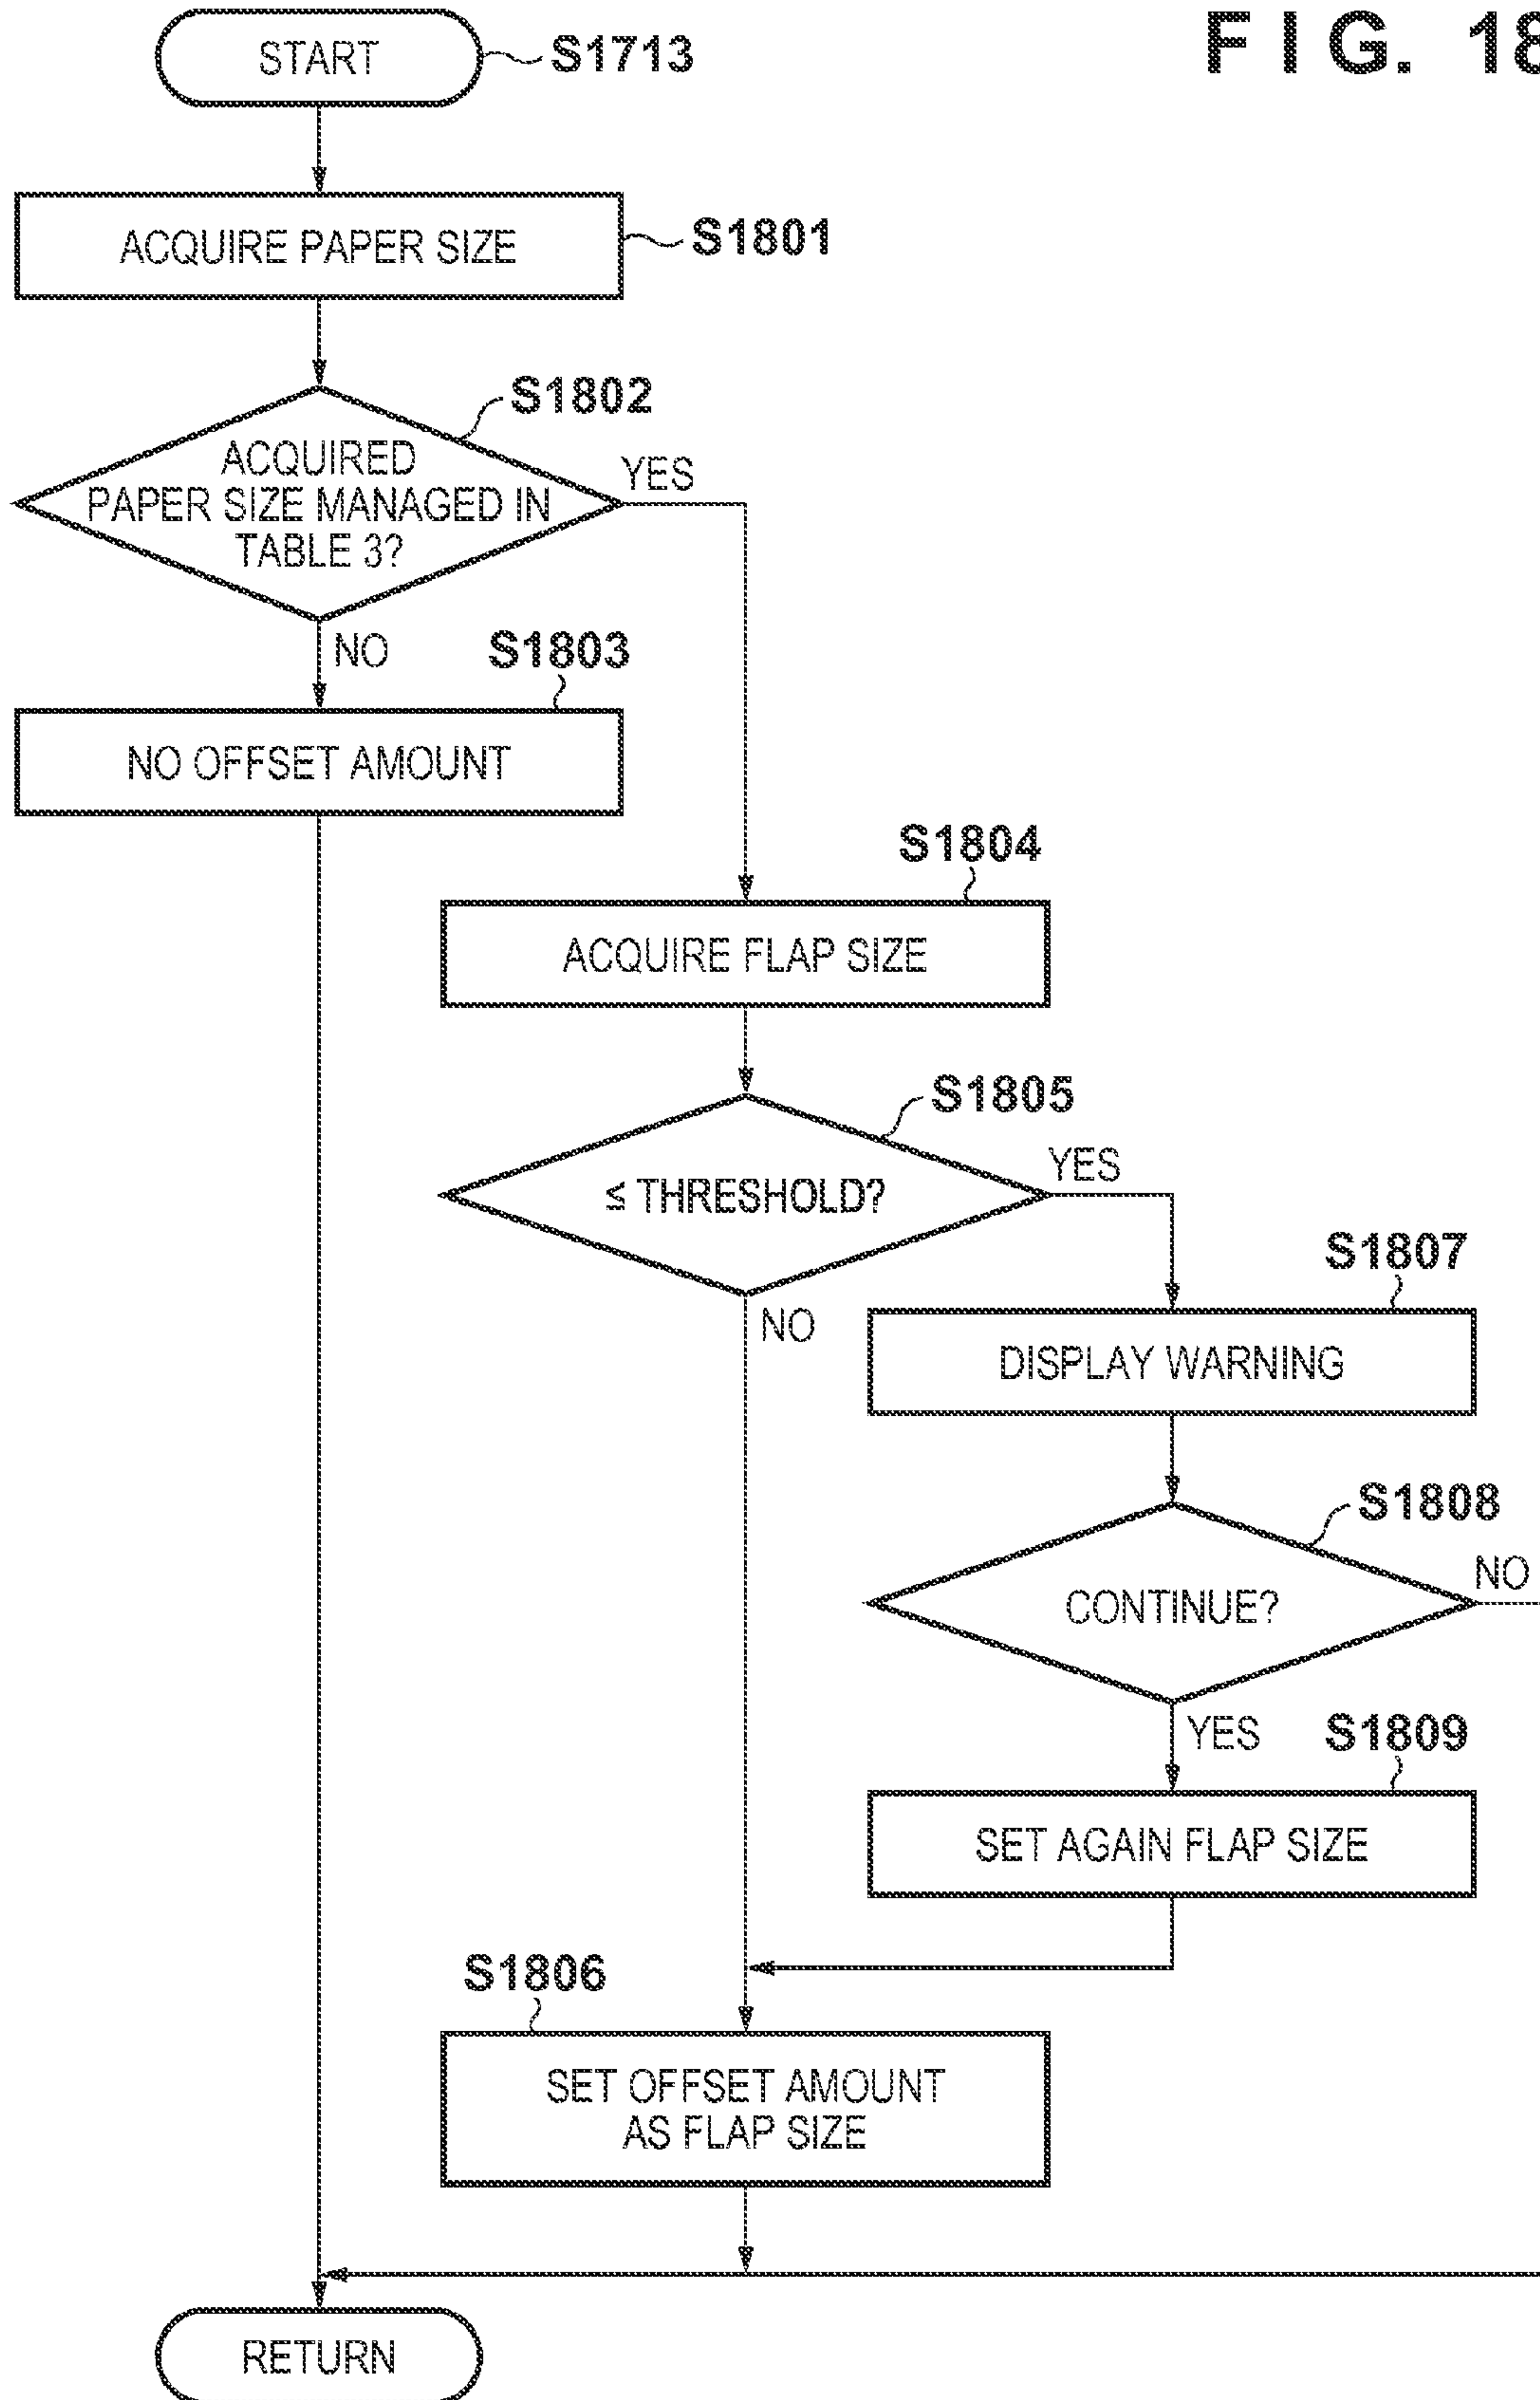 FIG. 18
START
S1713
ACQUIRE PAPER SIZE
S1801
S1802
ACQUIRED
PAPER SIZE MANAGED IN
TABLE 3?
YES
NO
S1803
NO OFFSET AMOUNT
S1804
ACQUIRE FLAP SIZE
S1805
≤ THRESHOLD?
YES
NO
S1807
DISPLAY WARNING
S1808
CONTINUE?
NO
YES
S1809
SET AGAIN FLAP SIZE
S1806
SET OFFSET AMOUNT
AS FLAP SIZE
RETURN